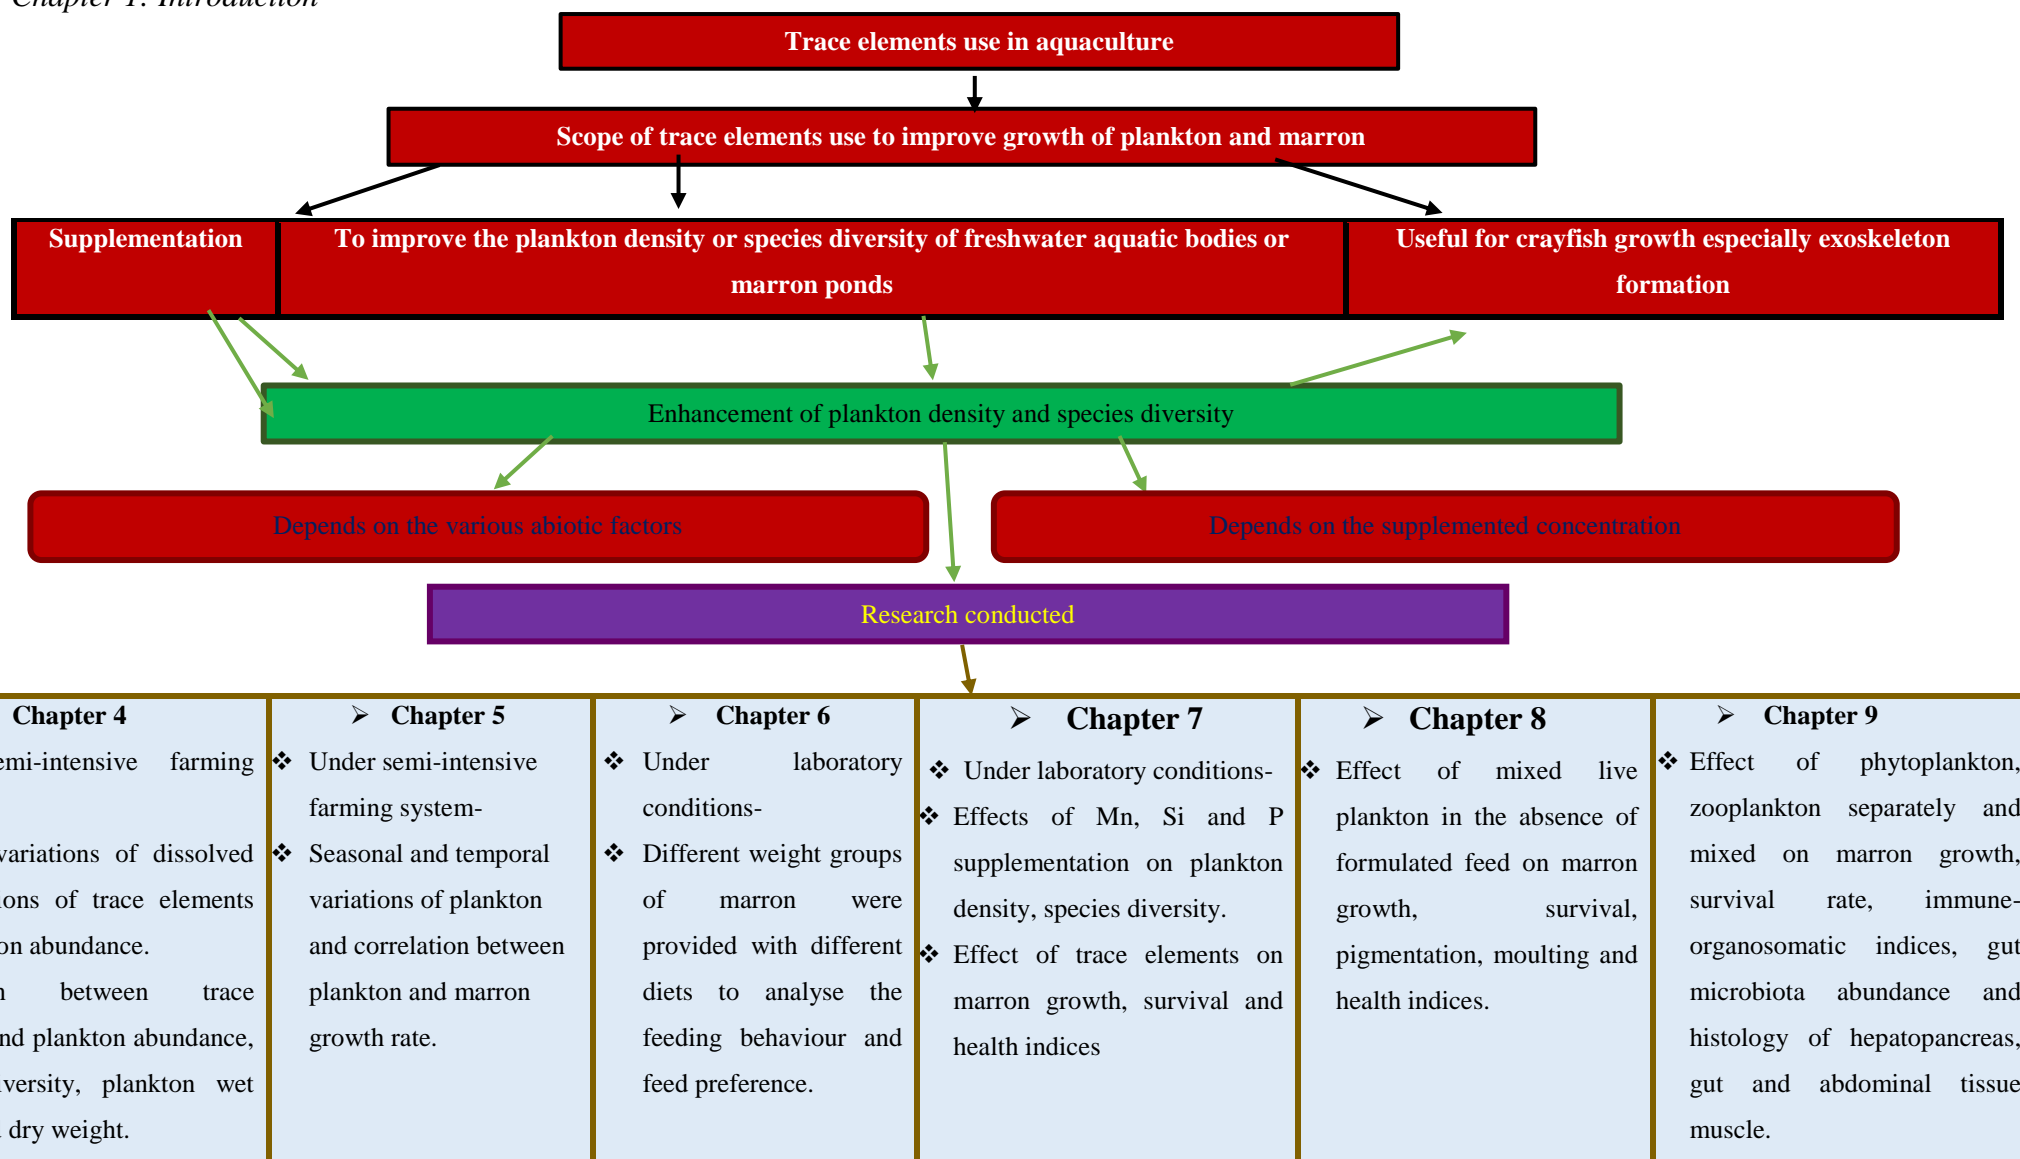 Chapter 1: Introduction
Trace elements use in aquaculture
Scope of trace elements use to improve growth of plankton and marron
Supplementation
To improve the plankton density or species diversity of freshwater aquatic bodies or
marron ponds
Useful for crayfish growth especially exoskeleton
formation
Enhancement of plankton density and species diversity
Depends on the various abiotic factors
Depends on the supplemented concentration
Research conducted
Chapter 4
farming
variations of dissolved
of trace elements
abundance.
between trace
plankton abundance,
plankton wet
dry weight.
➢ Chapter 5
❖ Under semi-intensive
farming system-
❖ Seasonal and temporal
variations of plankton
and correlation between
plankton and marron
growth rate.
➢ Chapter 6
❖ Under laboratory
conditions-
❖ Different weight groups
of marron were
provided with different
diets to analyse the
feeding behaviour and
feed preference.
➢ Chapter 7
❖ Under laboratory conditions-
❖ Effects of Mn, Si and P
supplementation on plankton
density, species diversity.
❖ Effect of trace elements on
marron growth, survival and
health indices
➢ Chapter 8
❖ Effect of mixed live
plankton in the absence of
formulated feed on marron
growth, survival,
pigmentation, moulting and
health indices.
➢ Chapter 9
❖ Effect of phytoplankton,
zooplankton separately and
mixed on marron growth,
survival rate, immune-
organosomatic indices, gut
microbiota abundance and
histology of hepatopancreas,
gut and abdominal tissue
muscle.